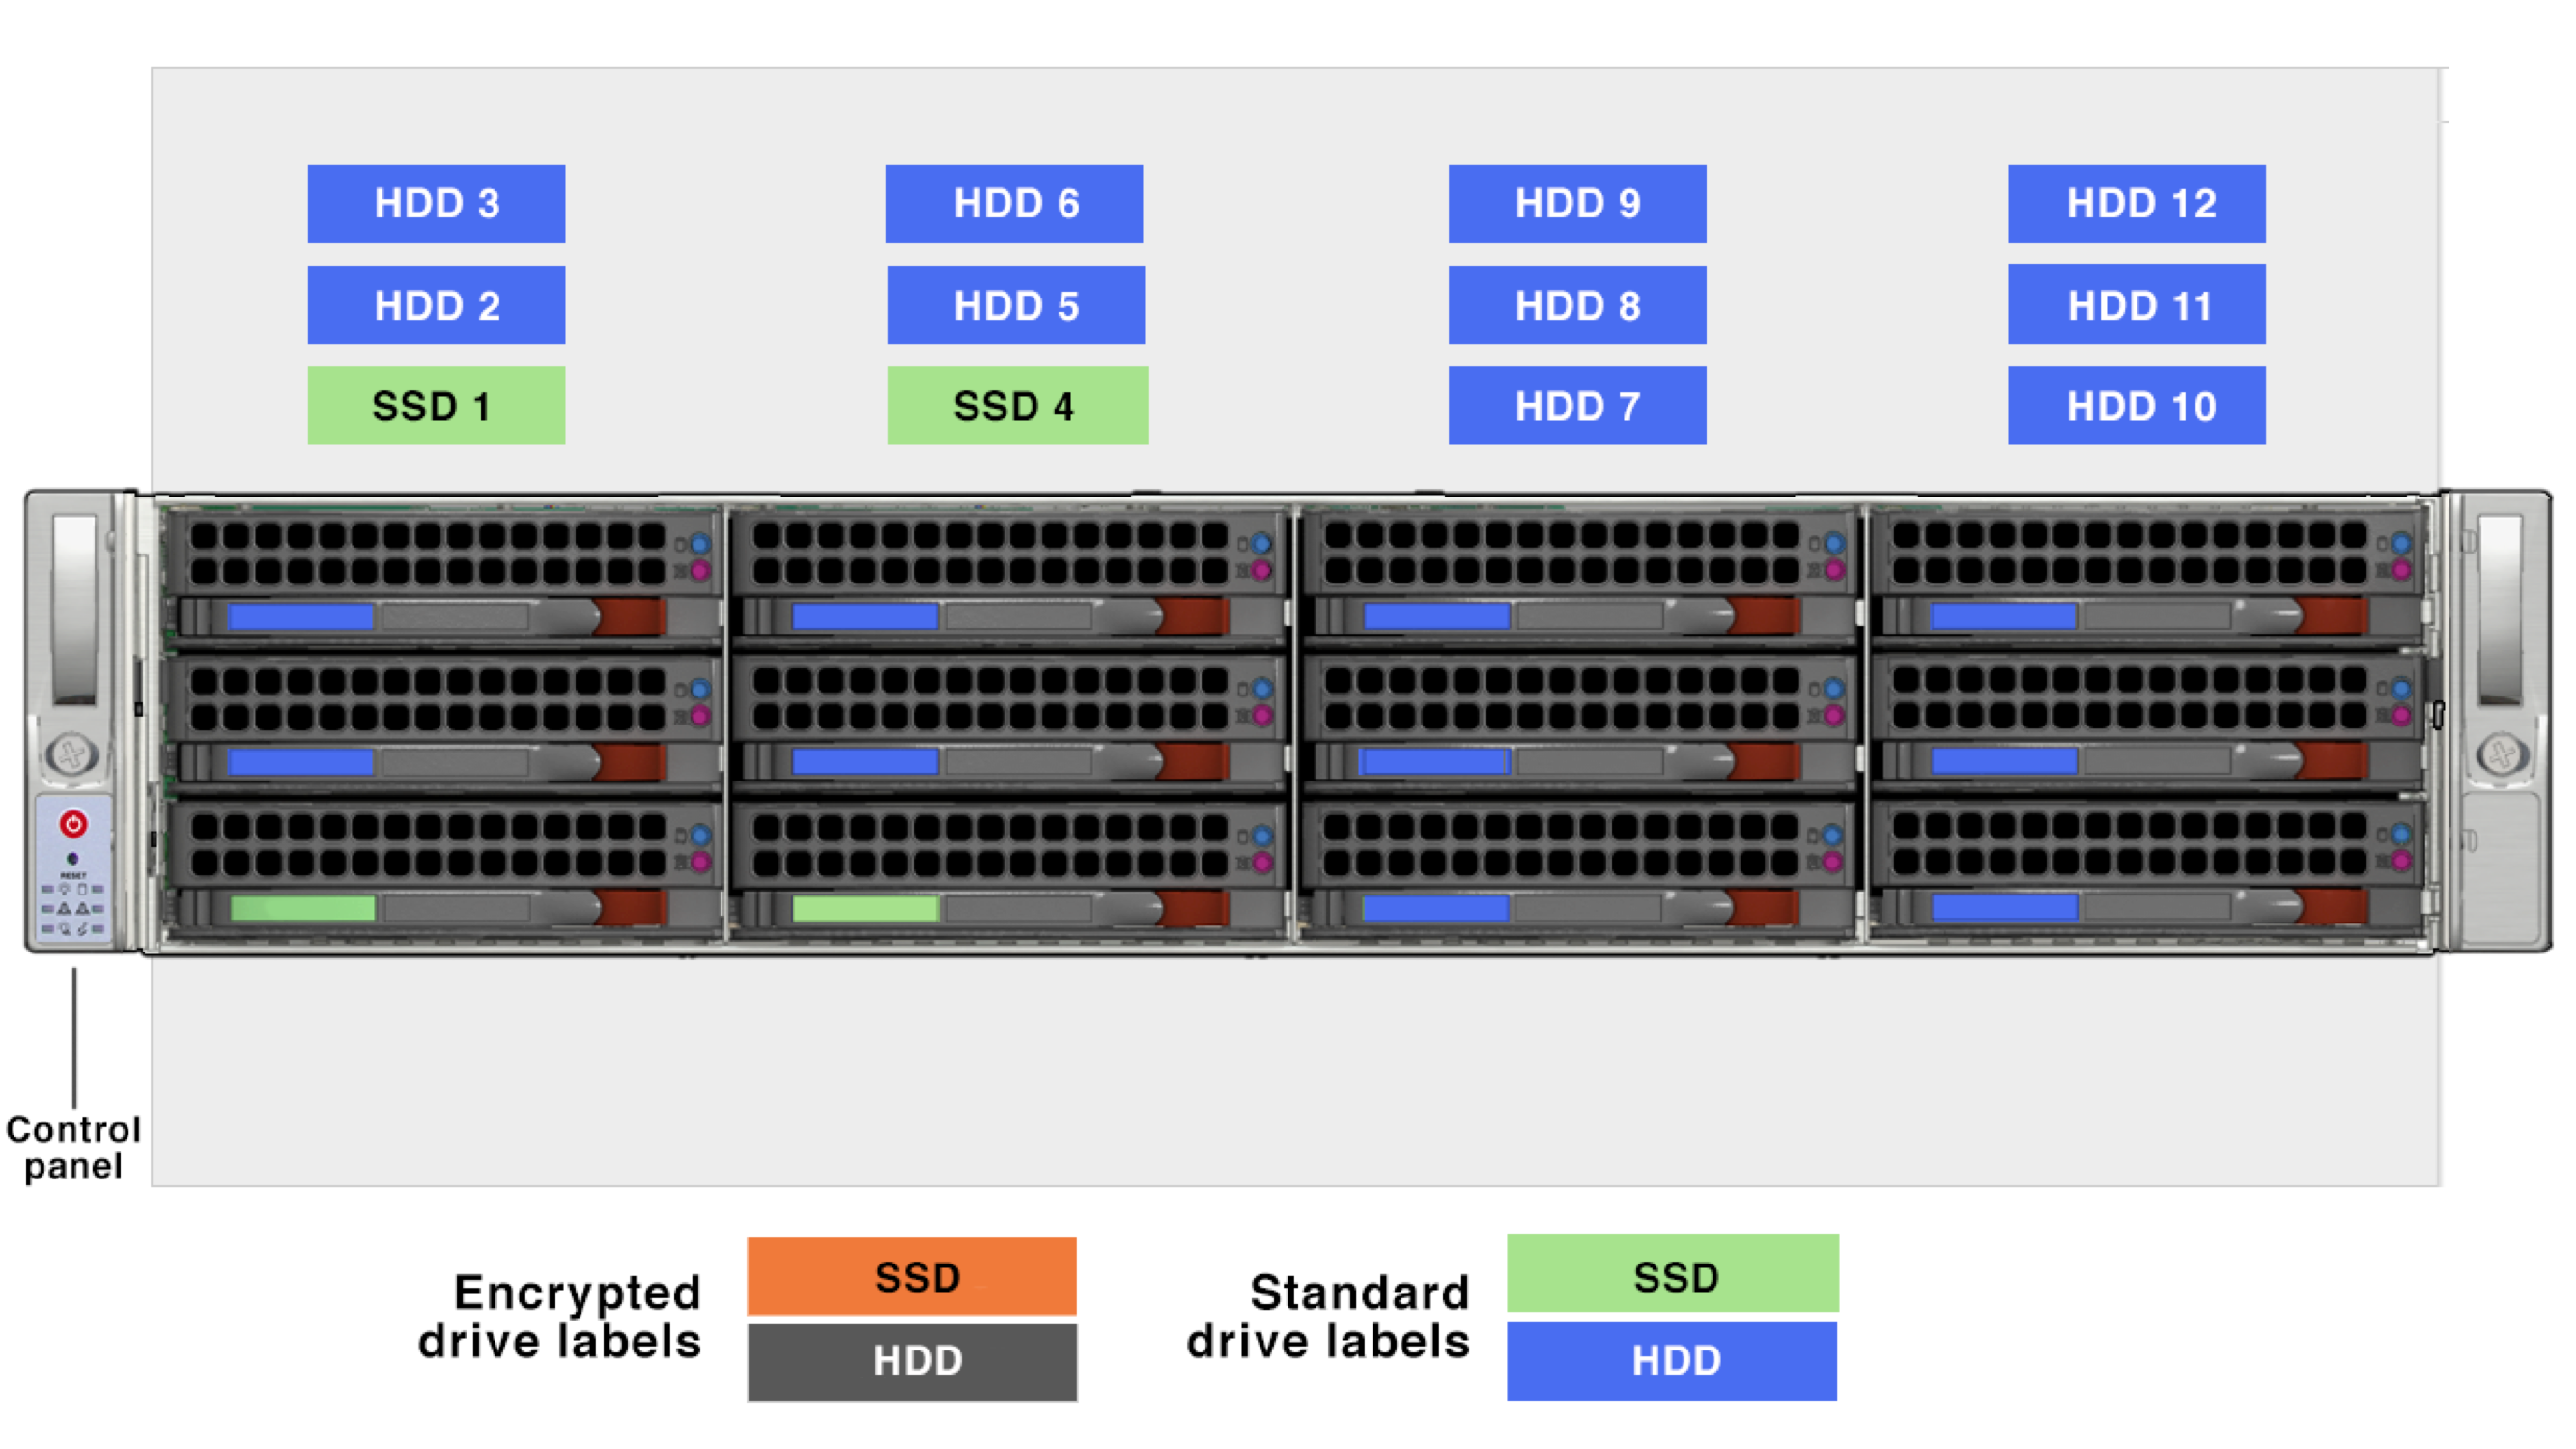 HDD 3
HDD 6
HDD 9
HDD 12
HDD 2
HDD 5
HDD 8
HDD 11
SSD 1
SSD 4
HDD 7
HDD 10
RESET
Control
panel
Encrypted
drive labels
SSD
HDD
Standard
drive labels
SSD
HDD